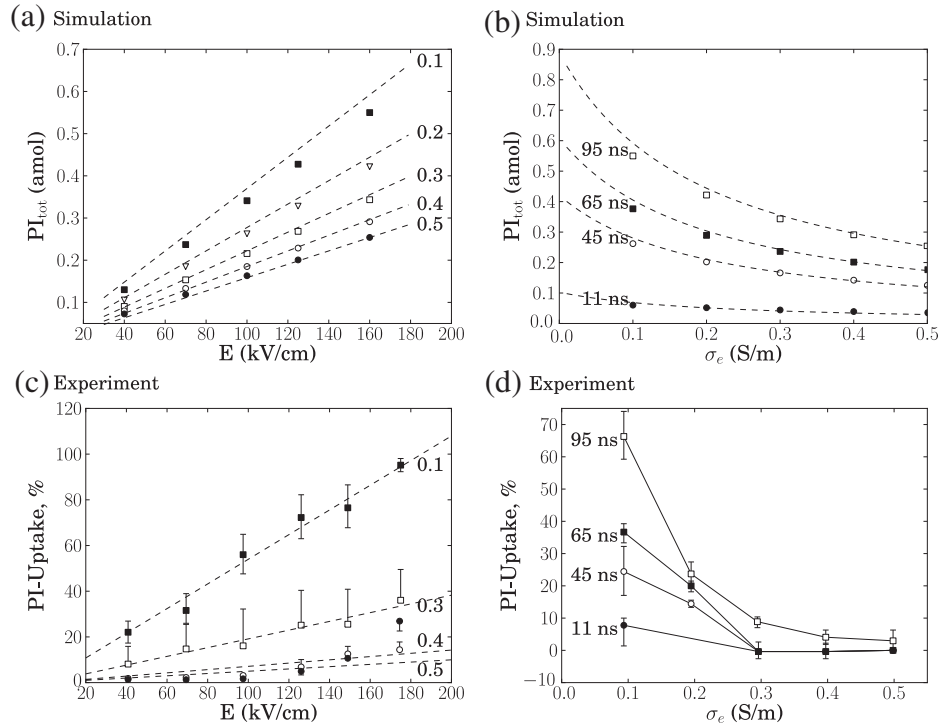 (a) Simulation
PI_tot (amol)
0.7
0.6
0.5
0.4
0.3
0.2
0.1
0.1
0.2
0.3
0.4
0.5
20 40 60 80 100 120 140 160 180 200
E (kV/cm)
(b) Simulation
PI_tot (amol)
0.9
0.8
0.7
0.6
0.5
0.4
0.3
0.2
0.1
0.0
95 ns
65 ns
45 ns
11 ns
0.0 0.1 0.2 0.3 0.4 0.5
σ_e (S/m)
(c) Experiment
PI-Uptake, %
120
100
80
60
40
20
0
0.1
0.3
0.4
0.5
20 40 60 80 100 120 140 160 180 200
E (kV/cm)
(d) Experiment
PI-Uptake, %
70
60
50
40
30
20
10
0
−10
95 ns
65 ns
45 ns
11 ns
0.0 0.1 0.2 0.3 0.4 0.5
σ_e (S/m)